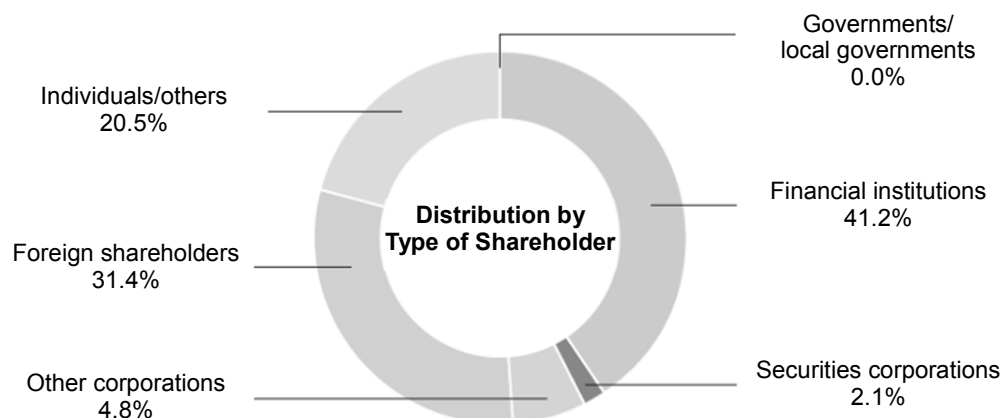 Governments/
local governments
0.0%
Individuals/others
20.5%
Financial institutions
41.2%
Distribution by
Type of Shareholder
Foreign shareholders
31.4%
Securities corporations
2.1%
Other corporations
4.8%